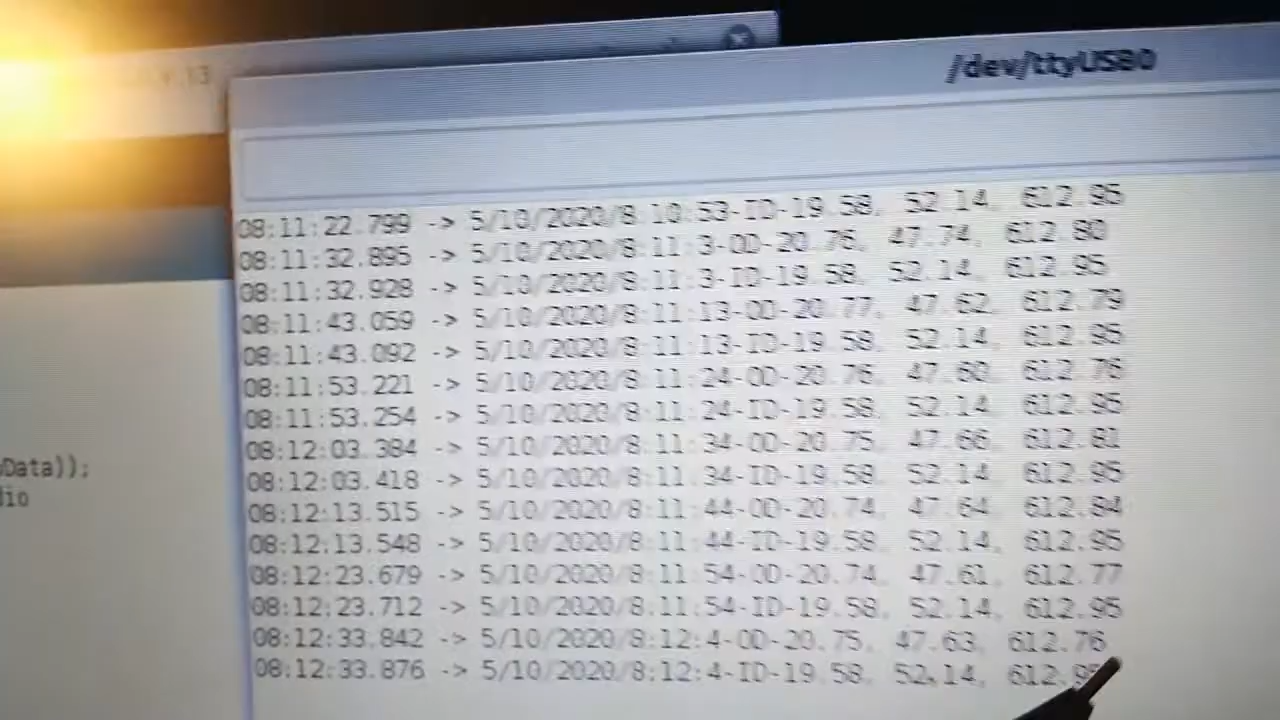 /dev/ttyUSB0
08:11:22.799 -> 5/10/2020/8:10:53-ID-19.58, 52.14, 612.95
08:11:32.895 -> 5/10/2020/8:11:3-OD-20.76, 47.74, 612.80
08:11:32.928 -> 5/10/2020/8:11:3-ID-19.58, 52.14, 612.95
08:11:43.059 -> 5/10/2020/8:11:13-OD-20.77, 47.62, 612.79
08:11:43.092 -> 5/10/2020/8:11:13-ID-19.58, 52.14, 612.95
08:11:53.221 -> 5/10/2020/8:11:24-OD-20.76, 47.60, 612.76
08:11:53.254 -> 5/10/2020/8:11:24-ID-19.58, 52.14, 612.95
08:12:03.384 -> 5/10/2020/8:11:34-OD-20.75, 47.66, 612.81
08:12:03.418 -> 5/10/2020/8:11:34-ID-19.58, 52.14, 612.95
08:12:13.515 -> 5/10/2020/8:11:44-OD-20.74, 47.64, 612.84
08:12:13.548 -> 5/10/2020/8:11:44-ID-19.58, 52.14, 612.95
08:12:23.679 -> 5/10/2020/8:11:54-OD-20.74, 47.61, 612.77
08:12:23.712 -> 5/10/2020/8:11:54-ID-19.58, 52.14, 612.95
08:12:33.842 -> 5/10/2020/8:12:4-OD-20.75, 47.63, 612.76
08:12:33.876 -> 5/10/2020/8:12:4-ID-19.58, 52.14, 612.95
Data));
dio